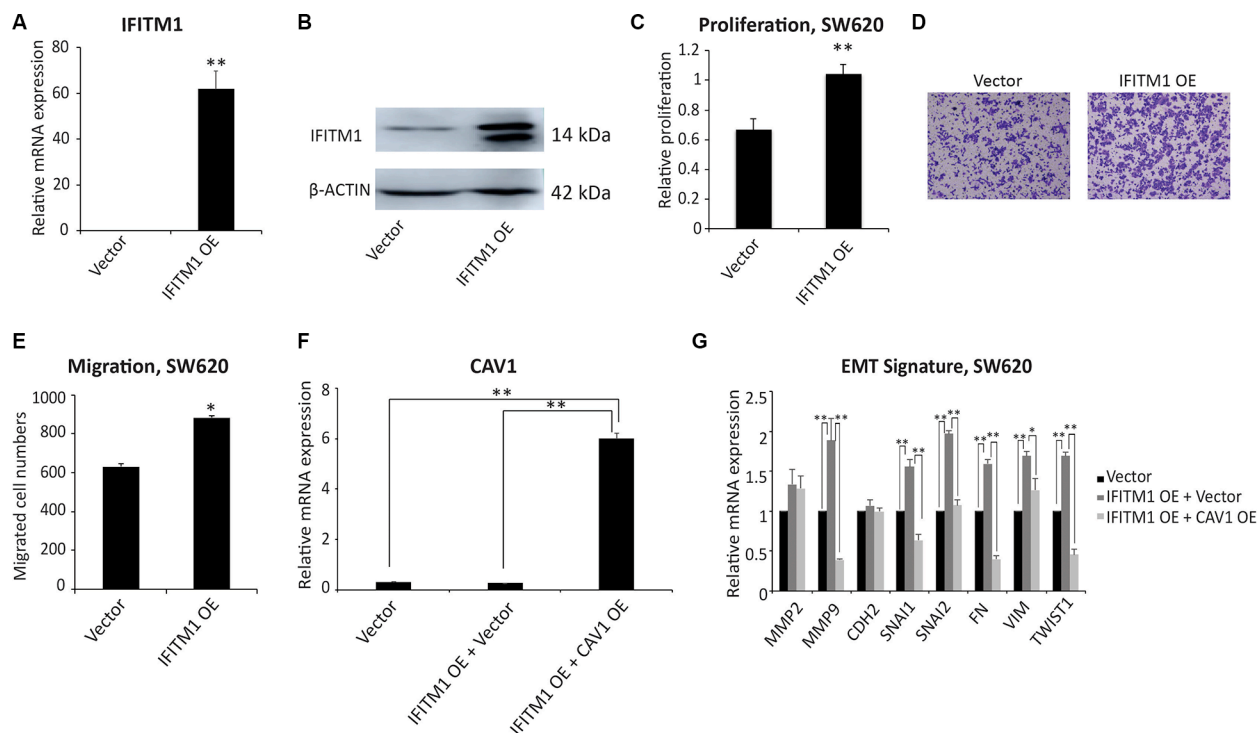 A
IFITM1
Relative mRNA expression
80
60
40
20
0
**
Vector
IFITM1 OE
B
IFITM1
14 kDa
β-ACTIN
42 kDa
Vector
IFITM1 OE
C
Proliferation, SW620
Relative proliferation
1.2
1
0.8
0.6
0.4
0.2
0
**
Vector
IFITM1 OE
D
Vector
IFITM1 OE
E
Migration, SW620
Migrated cell numbers
1000
800
600
400
200
0
*
Vector
IFITM1 OE
F
CAV1
Relative mRNA expression
8
6
4
2
0
**
**
Vector
IFITM1 OE + Vector
IFITM1 OE + CAV1 OE
G
EMT Signature, SW620
Relative mRNA expression
2.5
2
1.5
1
0.5
0
** **
** **
** **
** **
** *
** **
MMP2
MMP9
CDH2
SNAI1
SNAI2
FN
VIM
TWIST1
Vector
IFITM1 OE + Vector
IFITM1 OE + CAV1 OE